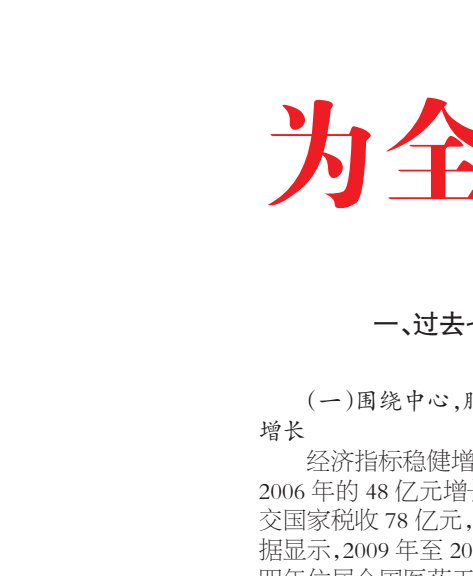 为全
一、过去
(一)围绕中心,
增长
经济指标稳健增
2006 年的 48 亿元增
交国家税收 78 亿元,
据显示,2009 年至 20